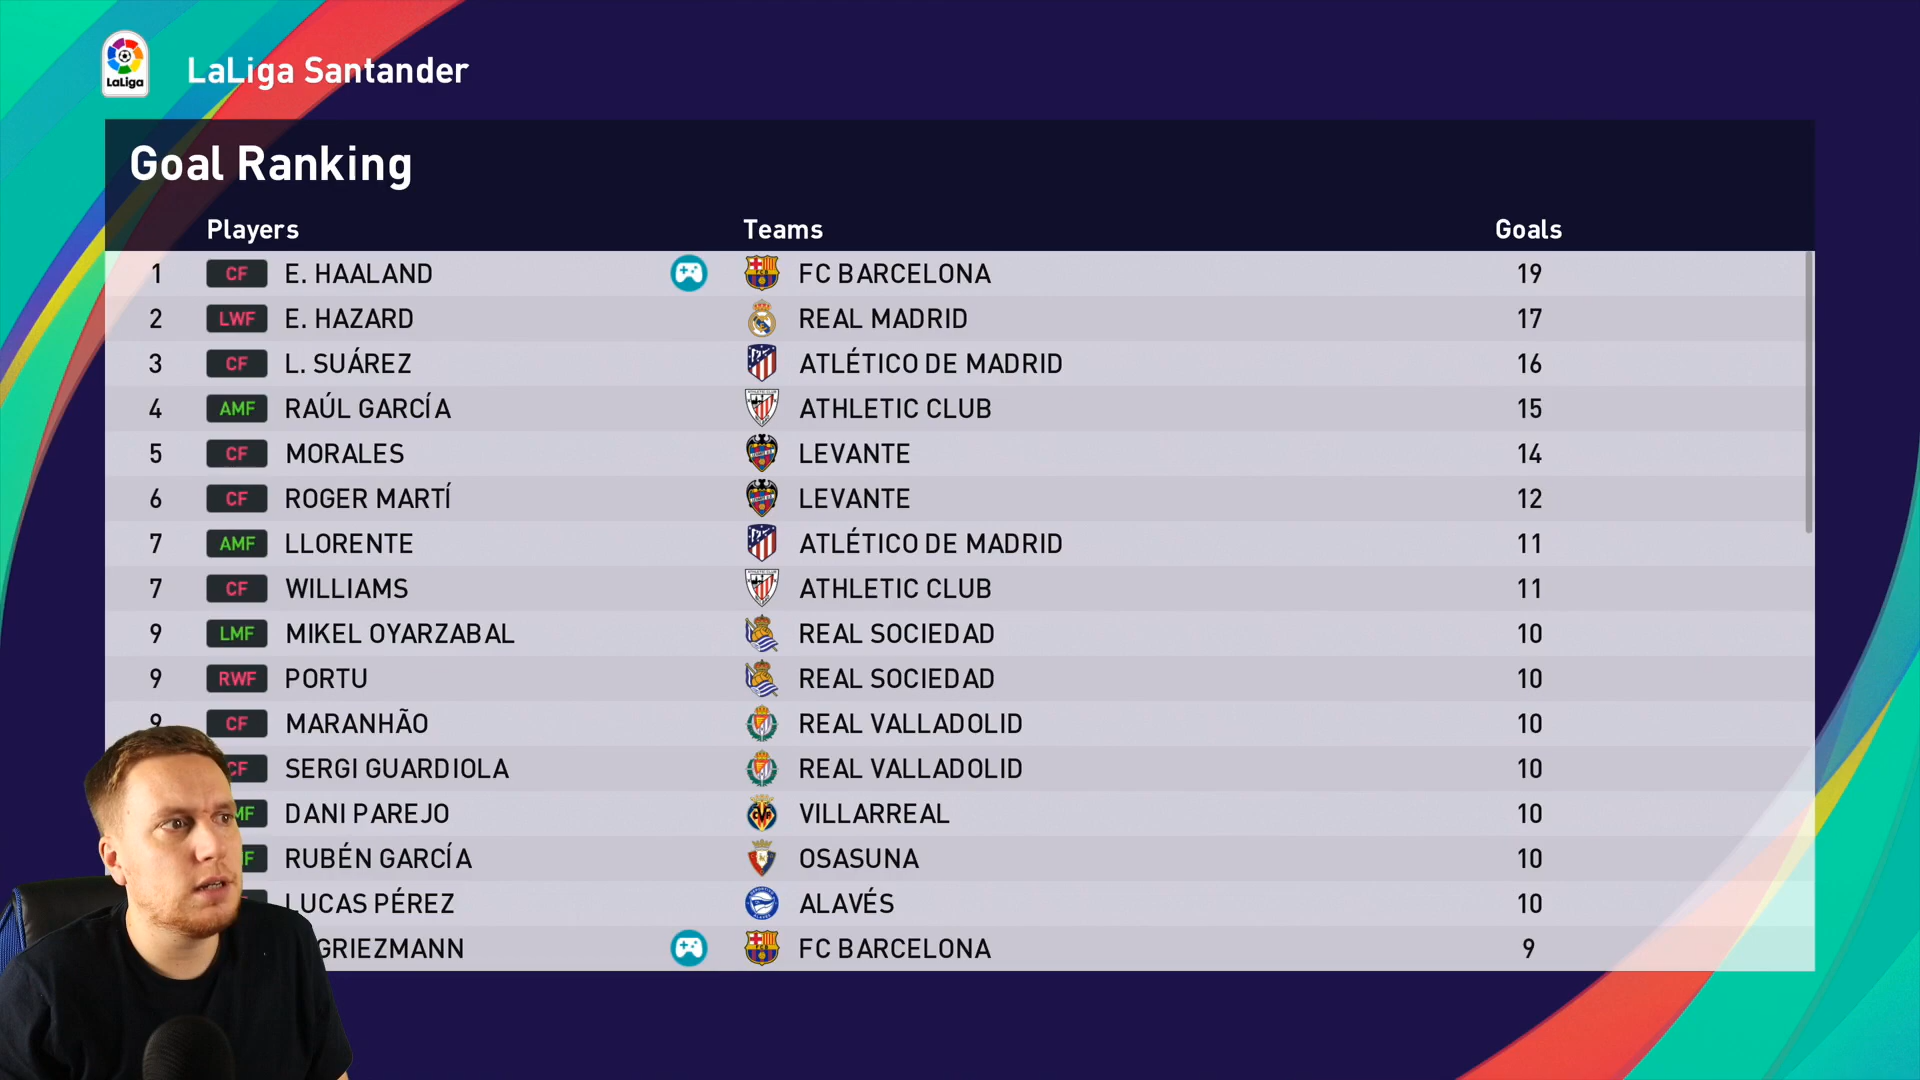 LaLiga
LaLiga Santander
Goal Ranking
Players Teams Goals
1 CF E. HAALAND FC BARCELONA 19
2 LWF E. HAZARD REAL MADRID 17
3 CF L. SUÁREZ ATLÉTICO DE MADRID 16
4 AMF RAÚL GARCÍA ATHLETIC CLUB 15
5 CF MORALES LEVANTE 14
6 CF ROGER MARTÍ LEVANTE 12
7 AMF LLORENTE ATLÉTICO DE MADRID 11
7 CF WILLIAMS ATHLETIC CLUB 11
9 LMF MIKEL OYARZABAL REAL SOCIEDAD 10
9 RWF PORTU REAL SOCIEDAD 10
9 CF MARANHÃO REAL VALLADOLID 10
CF SERGI GUARDIOLA REAL VALLADOLID 10
MF DANI PAREJO VILLARREAL 10
RUBÉN GARCÍA OSASUNA 10
LUCAS PÉREZ ALAVÉS 10
GRIEZMANN FC BARCELONA 9